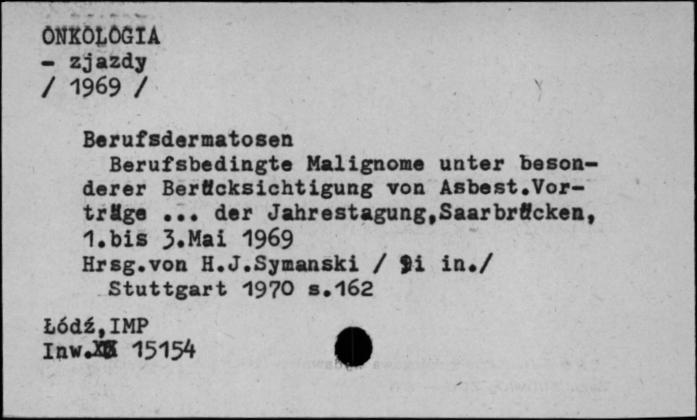 ONKOLOGIA
- zjazdy
/ 1969 /
Berufsdermatosen
Berufsbedingte Malignome unter beson-
derer Berücksichtigung von Asbest.Vor-
träge ... der Jahrestagung,Saarbrücken,
1.bis 3.Mai 1969
Hrsg.von H.J.Symanski / i in./
Stuttgart 1970 s.162
Łódź,IMP
Inw. 15154